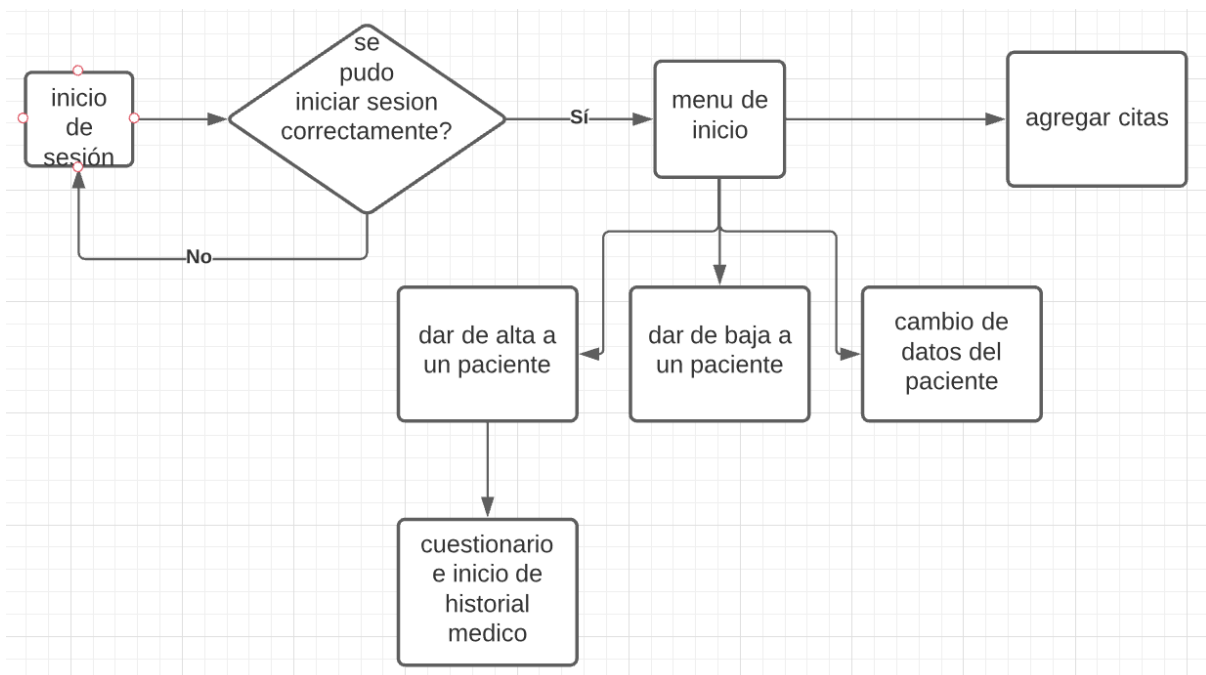 inicio
de
sesión
se
pudo
iniciar sesion
correctamente?
Sí
menu de
inicio
agregar citas
No
dar de alta a
un paciente
dar de baja a
un paciente
cambio de
datos del
paciente
cuestionario
e inicio de
historial
medico